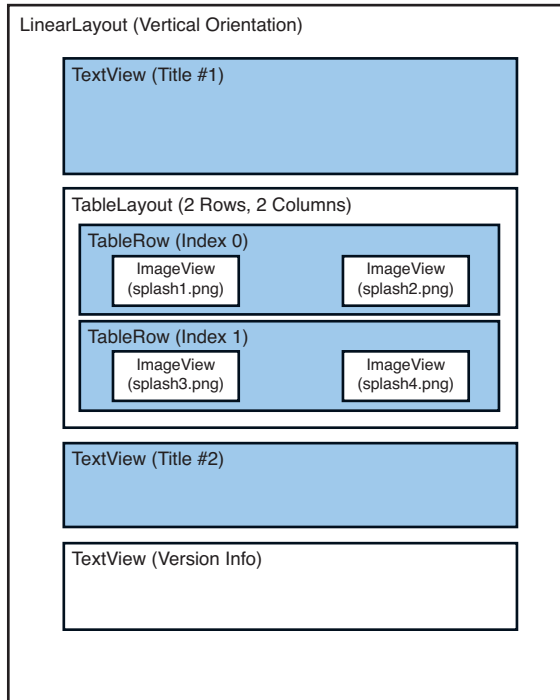 LinearLayout (Vertical Orientation)
TextView (Title #1)
TableLayout (2 Rows, 2 Columns)
TableRow (Index 0)
ImageView
(splash1.png)
ImageView
(splash2.png)
TableRow (Index 1)
ImageView
(splash3.png)
ImageView
(splash4.png)
TextView (Title #2)
TextView (Version Info)